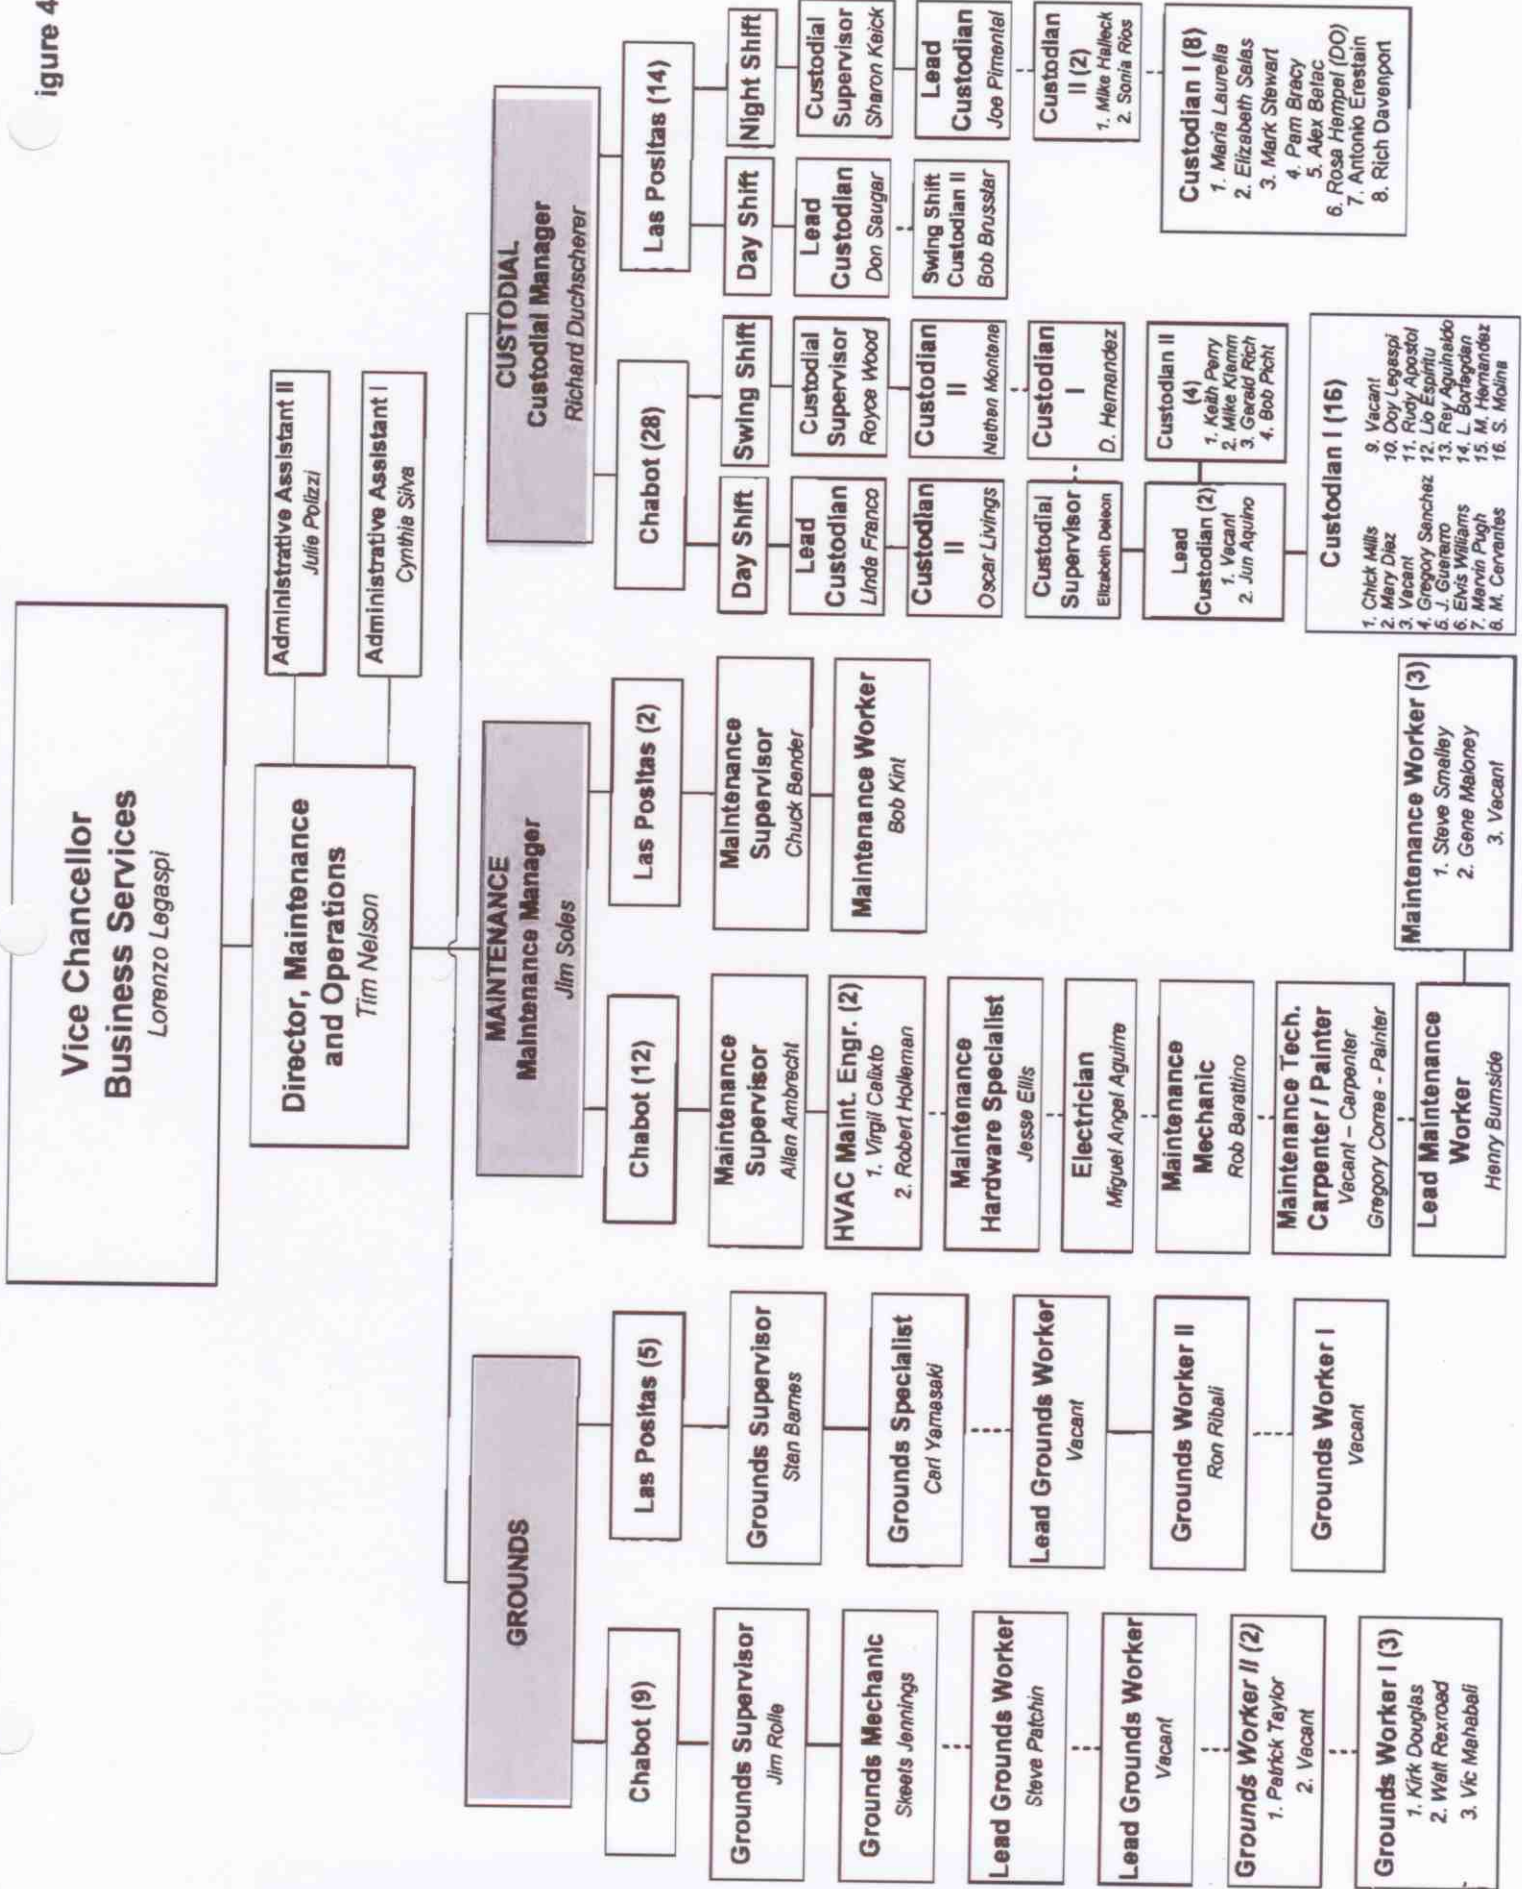 igure 4
Vice Chancellor
Business Services
Lorenzo Legaspi
Director, Maintenance
and Operations
Tim Nelson
Administrative Assistant II
Julie Polizzi
Administrative Assistant I
Cynthia Silva
GROUNDS
Chabot (9)
Grounds Supervisor
Jim Rolle
Grounds Mechanic
Skeets Jennings
Lead Grounds Worker
Steve Patchin
Lead Grounds Worker
Vacant
Grounds Worker II (2)
1. Patrick Taylor
2. Vacant
Grounds Worker I (3)
1. Kirk Douglas
2. Walt Rexroad
3. Vic Mahabali
Las Positas (5)
Grounds Supervisor
Stan Barnes
Grounds Specialist
Carl Yamasaki
Lead Grounds Worker
Vacant
Grounds Worker II
Ron Ribali
Grounds Worker I
Vacant
MAINTENANCE
Maintenance Manager
Jim Soles
Chabot (12)
Maintenance
Supervisor
Allen Ambrecht
HVAC Maint. Engr. (2)
1. Virgil Calixto
2. Robert Holleman
Maintenance
Hardware Specialist
Jesse Ellis
Electrician
Miguel Angel Aguirre
Maintenance
Mechanic
Rob Barattino
Maintenance Tech.
Carpenter / Painter
Vacant – Carpenter
Gregory Correa - Painter
Lead Maintenance
Worker
Henry Burnside
Maintenance Worker (3)
1. Steve Smalley
2. Gene Maloney
3. Vacant
Las Positas (2)
Maintenance
Supervisor
Chuck Bender
Maintenance Worker
Bob Kint
CUSTODIAL
Custodial Manager
Richard Duchscherer
Chabot (28)
Day Shift
Lead
Custodian
Linda Franco
Custodian
II
Oscar Livings
Custodial
Supervisor
Elizabeth Deleon
Lead
Custodian (2)
1. Vacant
2. Jun Aquino
Swing Shift
Custodial
Supervisor
Royce Wood
Custodian
II
Nathan Montana
Custodian
I
D. Hernandez
Custodian II
(4)
1. Keith Perry
2. Mike Klamm
3. Gerald Rich
4. Bob Picht
Custodian I (16)
1. Chick Mills
2. Mary Diaz
3. Vacant
4. Gregory Sanchez
5. J. Guerarro
6. Elvis Williams
7. Marvin Pugh
8. M. Cervantes
9. Vacant
10. Doy Legaspi
11. Rudy Apostol
12. Lio Espiritu
13. Rey Aguinaldo
14. L. Bortagdan
15. M. Hernandez
16. S. Molina
Las Positas (14)
Day Shift
Lead
Custodian
Don Saugar
Swing Shift
Custodian II
Bob Brusstar
Night Shift
Custodial
Supervisor
Sharon Keick
Lead
Custodian
Joe Pimental
Custodian
II (2)
1. Mike Halleck
2. Sonia Rios
Custodian I (8)
1. Maria Laurella
2. Elizabeth Salas
3. Mark Stewart
4. Pam Bracy
5. Alex Batac
6. Rosa Hempel (DO)
7. Antonio Erestain
8. Rich Davenport